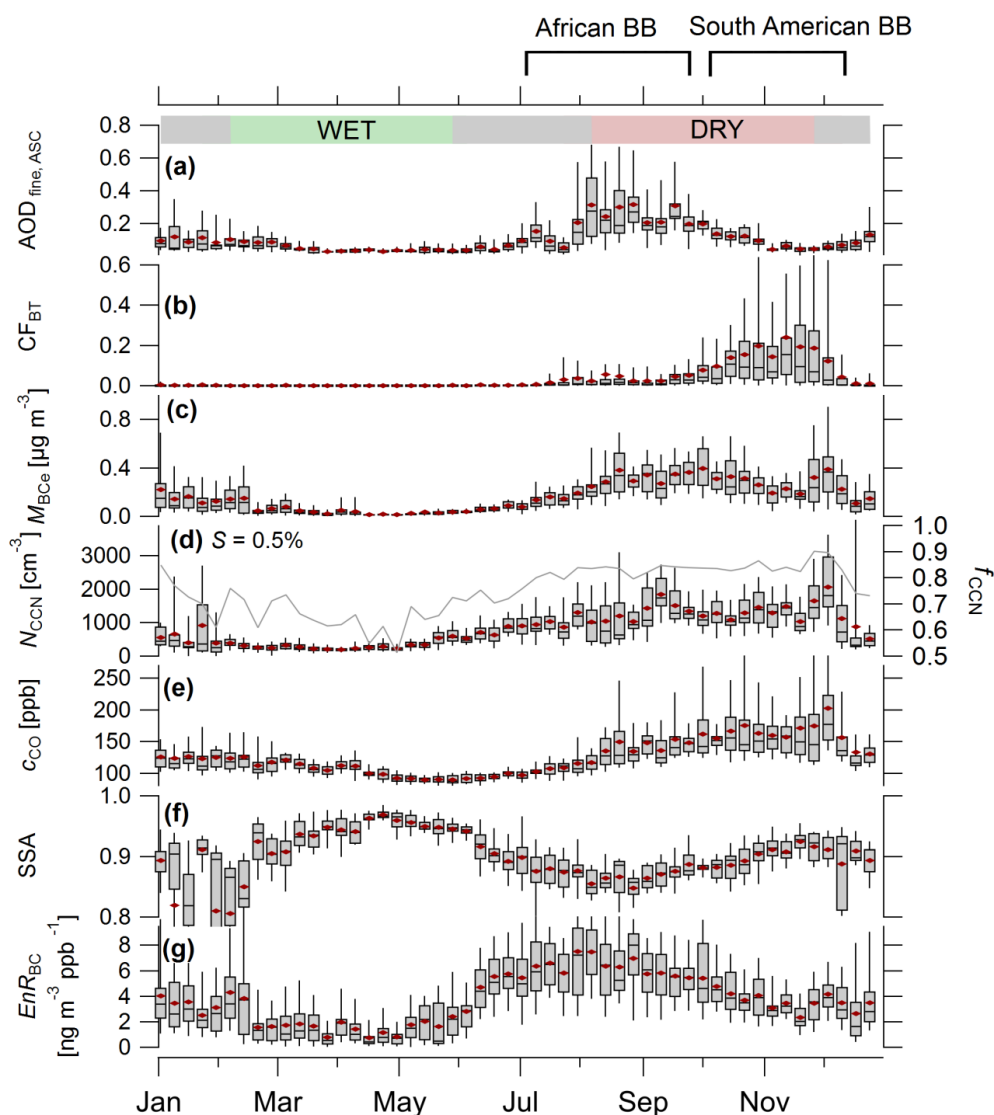 African BB
South American BB
WET
DRY
(a)
AOD fine, ASC
0.8
0.6
0.4
0.2
(b)
CF BT
0.6
0.4
0.2
0.0
(c)
M BCe [µg m-3]
0.8
0.4
0.0
(d) S = 0.5%
N CCN [cm-3]
3000
2000
1000
0
1.0
0.9
0.8
0.7
0.6
0.5
f CCN
(e)
c CO [ppb]
250
200
150
100
(f)
SSA
1.0
0.9
0.8
(g)
EnR BC
[ng m-3 ppb -1]
8
6
4
2
0
Jan Mar May Jul Sep Nov